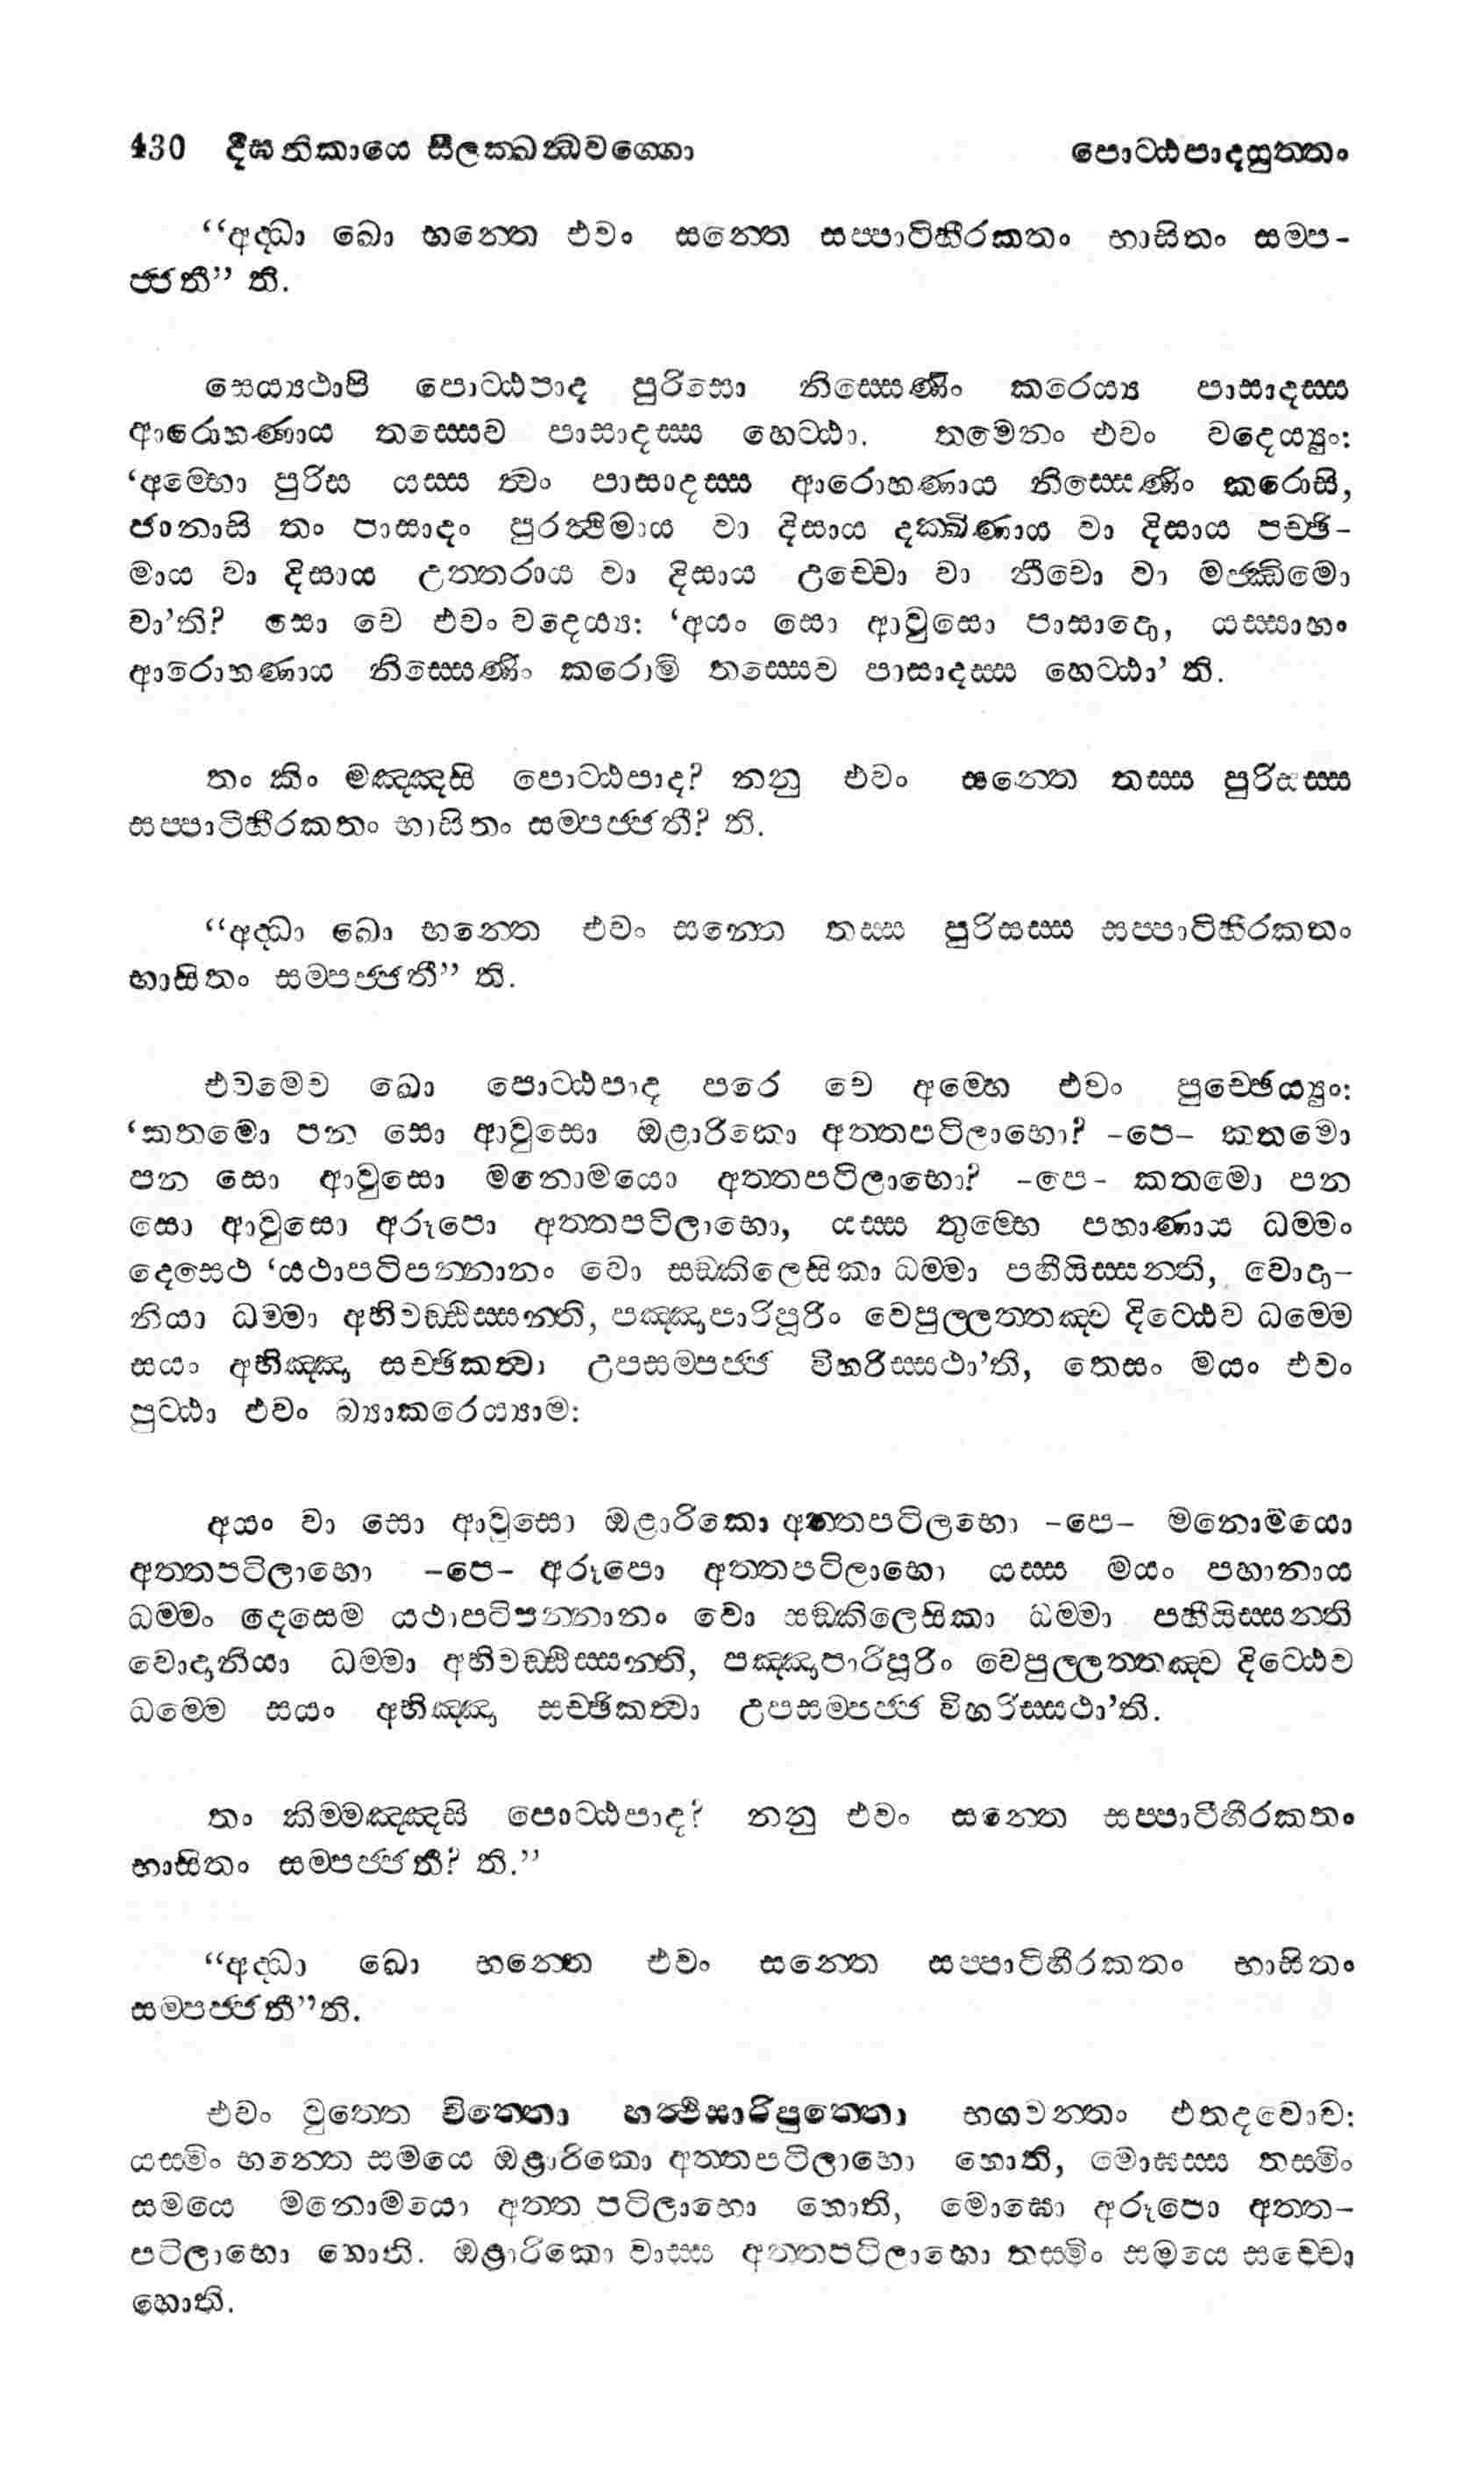 430 දීඝනිකායෙ සීලක්ඛන්ධවග්ගො පොට්ඨපාදසුත්තං
“අද්ධා ඛො භන්තෙ එවං සන්තෙ සප්පාටිහීරකතං භාසිතං සම්ප-
ජ්ජතී” ති.
සෙය්‍යථාපි පොට්ඨපාද පුරිසො නිස්සෙණිං කරෙය්‍ය පාසාදස්ස
ආරොහණාය තස්සෙව පාසාදස්ස හෙට්ඨා. තමෙනං එවං වදෙය්‍යුං:
‘අම්භො පුරිස යස්ස ත්වං පාසාදස්ස ආරොහණාය නිස්සෙණිං කරොසි,
ජානාසි තං පාසාදං පුරත්ථිමාය වා දිසාය දක්ඛිණාය වා දිසාය පච්ඡි-
මාය වා දිසාය උත්තරාය වා දිසාය උච්චො වා නීචො වා මජ්ඣිමො
වා’ති? සො චෙ එවං වදෙය්‍ය: ‘අයං සො ආවුසො පාසාදො, යස්සාහං
ආරොහණාය නිස්සෙණිං කරොමි තස්සෙව පාසාදස්ස හෙට්ඨා’ ති.
තං කිං මඤ්ඤසි පොට්ඨපාද? නනු එවං සන්තෙ තස්ස පුරිසස්ස
සප්පාටිහීරකතං භාසිතං සම්පජ්ජතී? ති.
“අද්ධා ඛො භන්තෙ එවං සන්තෙ තස්ස පුරිසස්ස සප්පාටිහීරකතං
භාසිතං සම්පජ්ජතී” ති.
එවමෙව ඛො පොට්ඨපාද පරෙ චෙ අම්හෙ එවං පුච්ඡෙය්‍යුං:
‘කතමො පන සො ආවුසො ඔළාරිකො අත්තපටිලාභො? -පෙ- කතමො
පන සො ආවුසො මනොමයො අත්තපටිලාභො? -පෙ- කතමො පන
සො ආවුසො අරූපො අත්තපටිලාභො, යස්ස තුම්හෙ පහාණාය ධම්මං
දෙසෙථ ‘යථාපටිපන්නානං වො සඞ්කිලෙසිකා ධම්මා පහීයිස්සන්ති, වොදා-
නියා ධම්මා අභිවඩ්ඪිස්සන්ති, පඤ්ඤාපාරිපූරිං වෙපුල්ලත්තඤ්ච දිට්ඨෙව ධම්මෙ
සයං අභිඤ්ඤා සච්ඡිකත්වා උපසම්පජ්ජ විහරිස්සථා’ති, තෙසං මයං එවං
පුට්ඨා එවං බ්‍යාකරෙය්‍යාම:
අයං වා සො ආවුසො ඔළාරිකො අත්තපටිලභො -පෙ- මනොමයො
අත්තපටිලාභො -පෙ- අරූපො අත්තපටිලාභො යස්ස මයං පහානාය
ධම්මං දෙසෙම යථාපටිපන්නානං වො සඞ්කිලෙසිකා ධම්මා පහීයිස්සන්ති
වොදානියා ධම්මා අභිවඩ්ඪිස්සන්ති, පඤ්ඤාපාරිපූරිං වෙපුල්ලත්තඤ්ච දිට්ඨෙව
ධම්මෙ සයං අභිඤ්ඤා සච්ඡිකත්වා උපසම්පජ්ජ විහරිස්සථා’ති.
තං කිම්මඤ්ඤසි පොට්ඨපාද? නනු එවං සන්තෙ සප්පාටිහීරකතං
භාසිතං සම්පජ්ජතී? ති.”
“අද්ධා ඛො භන්තෙ එවං සන්තෙ සප්පාටිහීරකතං භාසිතං
සම්පජ්ජතී”ති.
එවං වුත්තෙ චිත්තො හත්ථිසාරිපුත්තො භගවන්තං එතදවොච:
යස්මිං භන්තෙ සමයෙ ඔළාරිකො අත්තපටිලාභො හොති, මොඝස්ස තස්මිං
සමයෙ මනොමයො අත්ත පටිලාභො හොති, මොඝො අරූපො අත්ත-
පටිලාභො හොති. ඔළාරිකො වාස්ස අත්තපටිලාභො තස්මිං සමයෙ සච්චො
හොති.